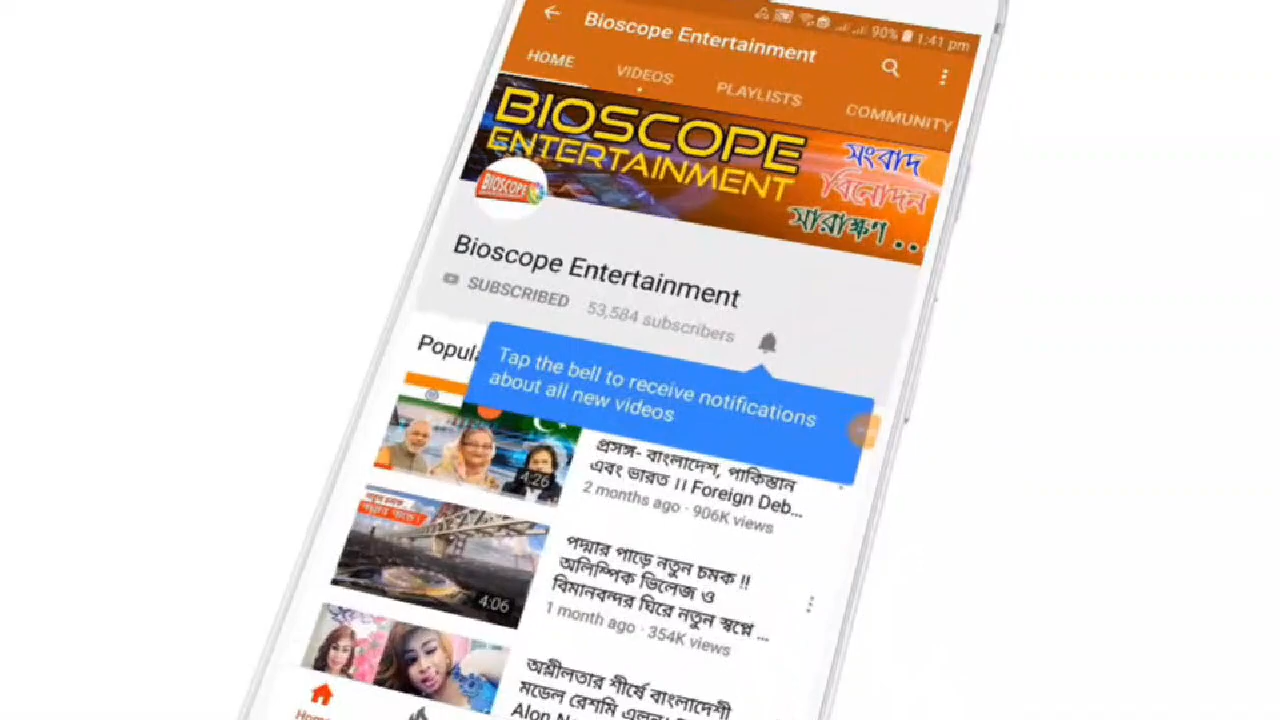 90% 1:41 pm
Bioscope Entertainment
HOME VIDEOS PLAYLISTS COMMUNITY
BIOSCOPE
ENTERTAINMENT
সংবাদ
বিনোদন
সারাক্ষণ ..
BIOSCOPE
Bioscope Entertainment
SUBSCRIBED 53,584 subscribers
Tap the bell to receive notifications
about all new videos
Popula
প্রসঙ্গ- বাংলাদেশ, পাকিস্তান
এবং ভারত ।। Foreign Deb...
2 months ago · 906K views
4:26
পদ্মার পাড়ে নতুন চমক !!
অলিম্পিক ভিলেজ ও
বিমানবন্দর ঘিরে নতুন স্বপ্নে ...
1 month ago · 354K views
4:06
অশ্লীলতার শীর্ষে বাংলাদেশী
মডেল রেশমি এলন!